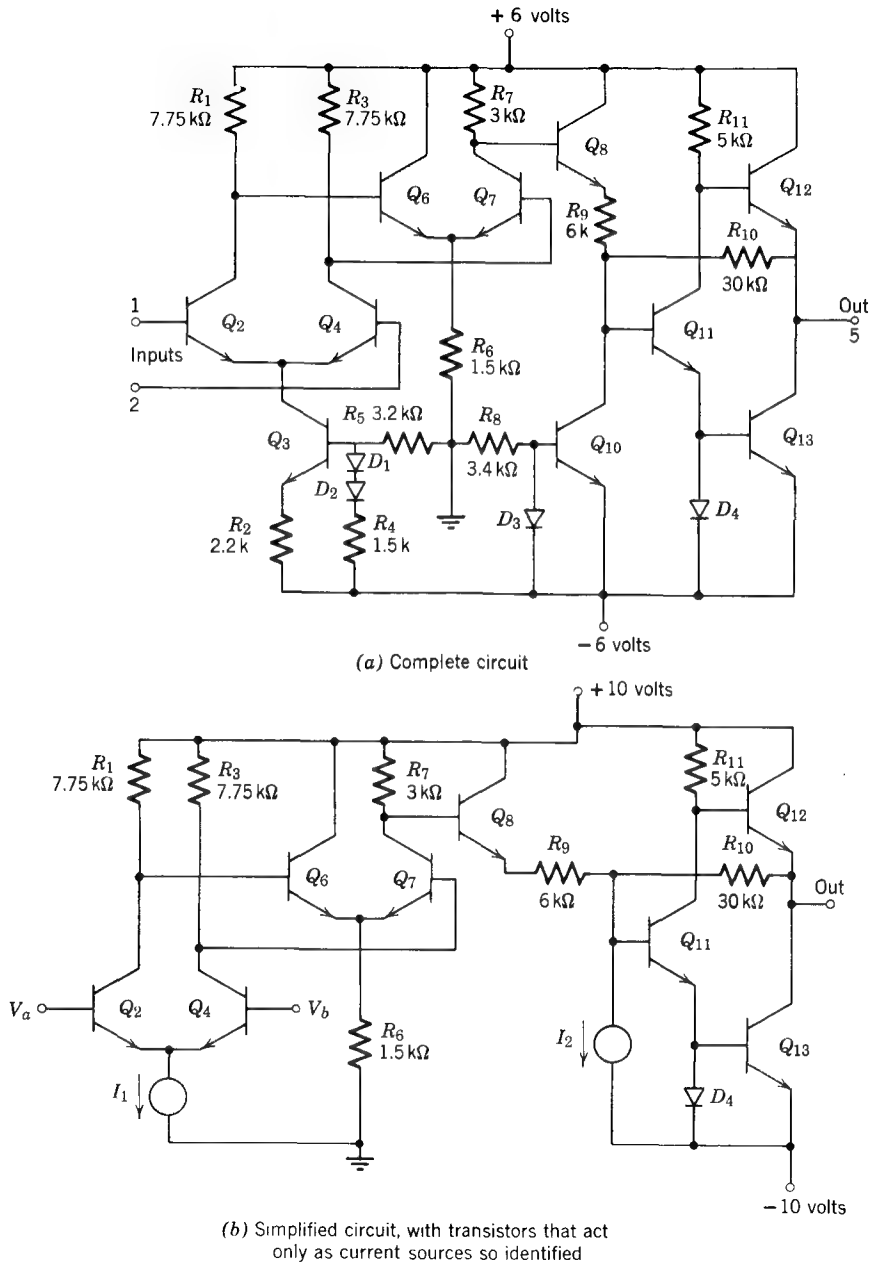 + 6 volts
R1
7.75 kΩ
R3
7.75 kΩ
R7
3 kΩ
Q8
R11
5 kΩ
Q12
Q6
Q7
R9
6 k
R10
30 kΩ
1
Inputs
2
Q2
Q4
Q11
Out
5
R6
1.5 kΩ
Q3
R5 3.2 kΩ
R8
3.4 kΩ
Q10
Q13
D1
D2
R2
2.2 k
R4
1.5 k
D3
D4
− 6 volts
(a) Complete circuit
+ 10 volts
R1
7.75 kΩ
R3
7.75 kΩ
R7
3 kΩ
Q8
R11
5 kΩ
Q12
Q6
Q7
R9
6 kΩ
R10
30 kΩ
Out
Va
Q2
Q4
Vb
Q11
R6
1.5 kΩ
I1
I2
Q13
D4
− 10 volts
(b) Simplified circuit, with transistors that act
only as current sources so identified